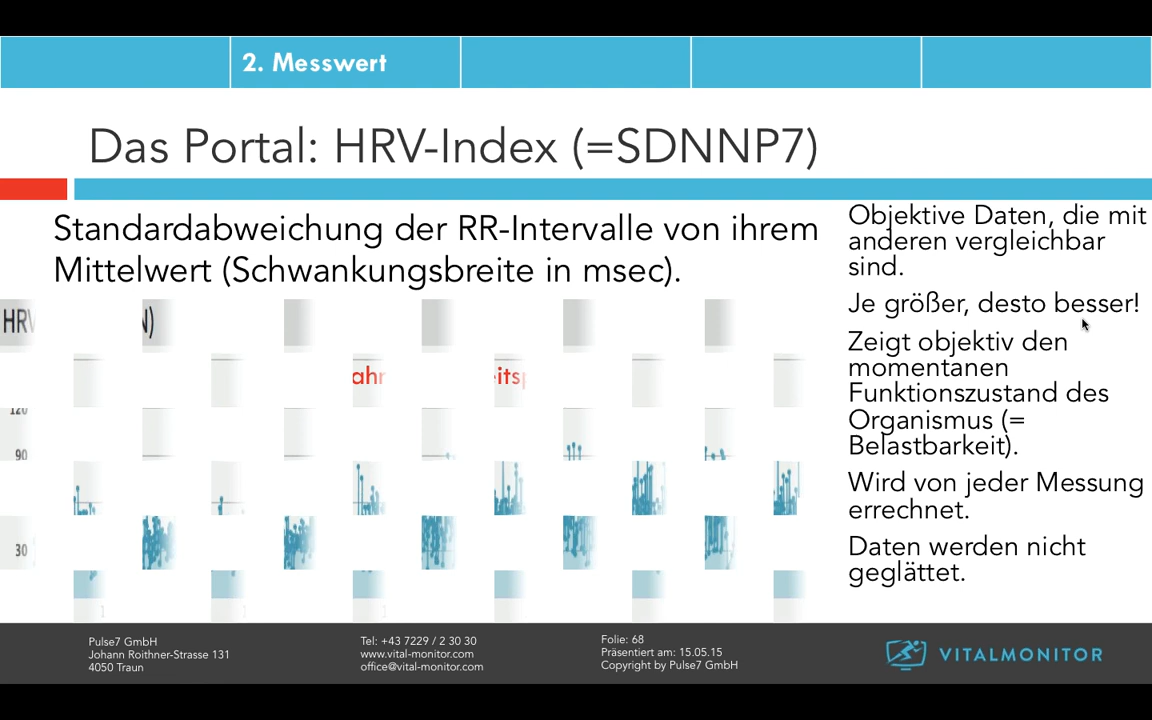 2. Messwert
Das Portal: HRV-Index (=SDNNP7)
Standardabweichung der RR-Intervalle von ihrem
Mittelwert (Schwankungsbreite in msec).
Objektive Daten, die mit
anderen vergleichbar
sind.
Je größer, desto besser!
Zeigt objektiv den
momentanen
Funktionszustand des
Organismus (=
Belastbarkeit).
Wird von jeder Messung
errechnet.
Daten werden nicht
geglättet.
120
90
30
Pulse7 GmbH
Johann Roithner-Strasse 131
4050 Traun
Tel: +43 7229 / 2 30 30
www.vital-monitor.com
office@vital-monitor.com
Folie: 68
Präsentiert am: 15.05.15
Copyright by Pulse7 GmbH
VITALMONITOR